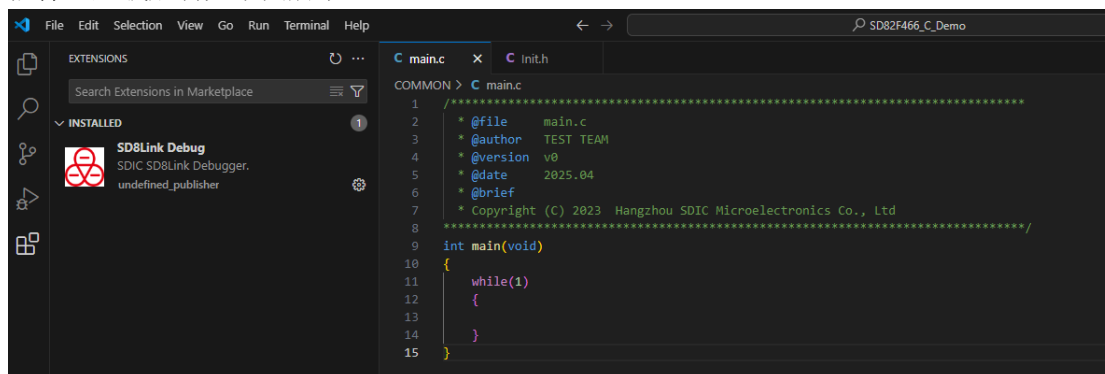 File Edit Selection View Go Run Terminal Help
SD82F466_C_Demo
EXTENSIONS
Search Extensions in Marketplace
INSTALLED
1
SD8Link Debug
SDIC SD8Link Debugger.
undefined_publisher
C main.c
C Init.h
COMMON > C main.c
1 /********************************************************************************
2 * @file main.c
3 * @author TEST TEAM
4 * @version v0
5 * @date 2025.04
6 * @brief
7 * Copyright (C) 2023 Hangzhou SDIC Microelectronics Co., Ltd
8 *********************************************************************************/
9 int main(void)
10 {
11 while(1)
12 {
13
14 }
15 }